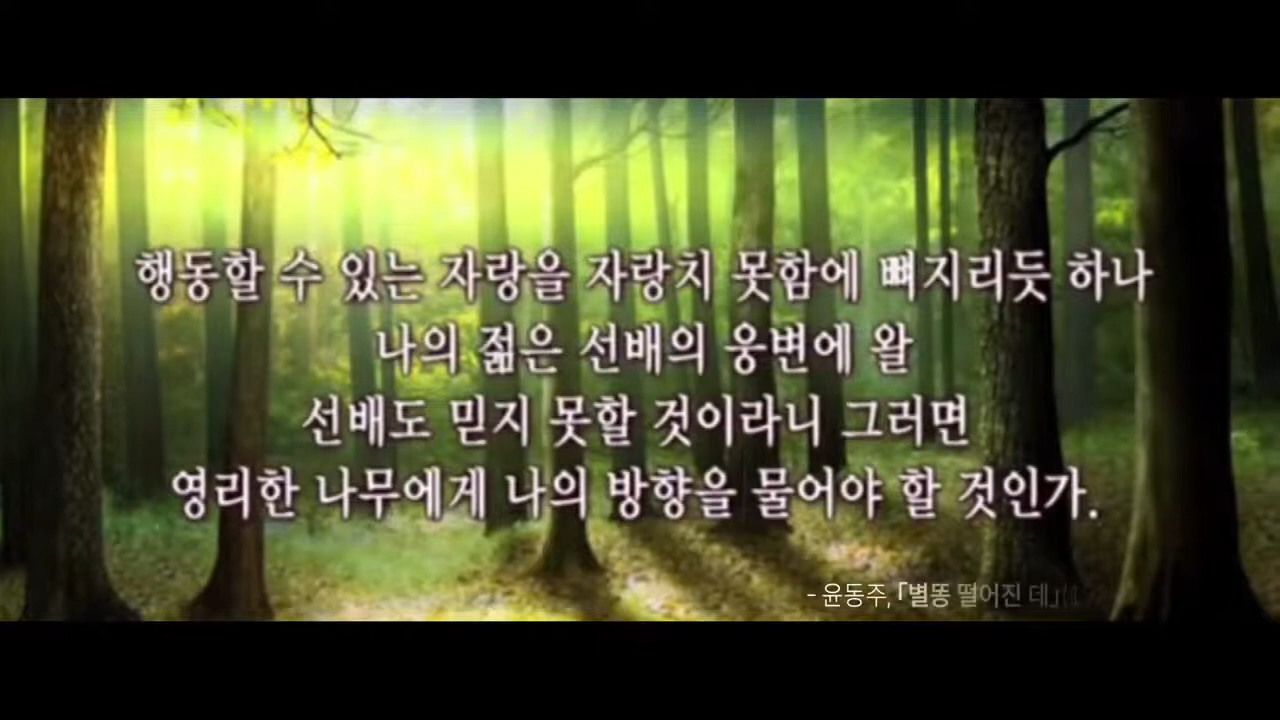 행동할 수 있는 자랑을 자랑치 못함에 뼈지리듯 하나
나의 젊은 선배의 웅변에 왈
선배도 믿지 못할 것이라니 그러면
영리한 나무에게 나의 방향을 물어야 할 것인가.
- 윤동주, 「별똥 떨어진 데」